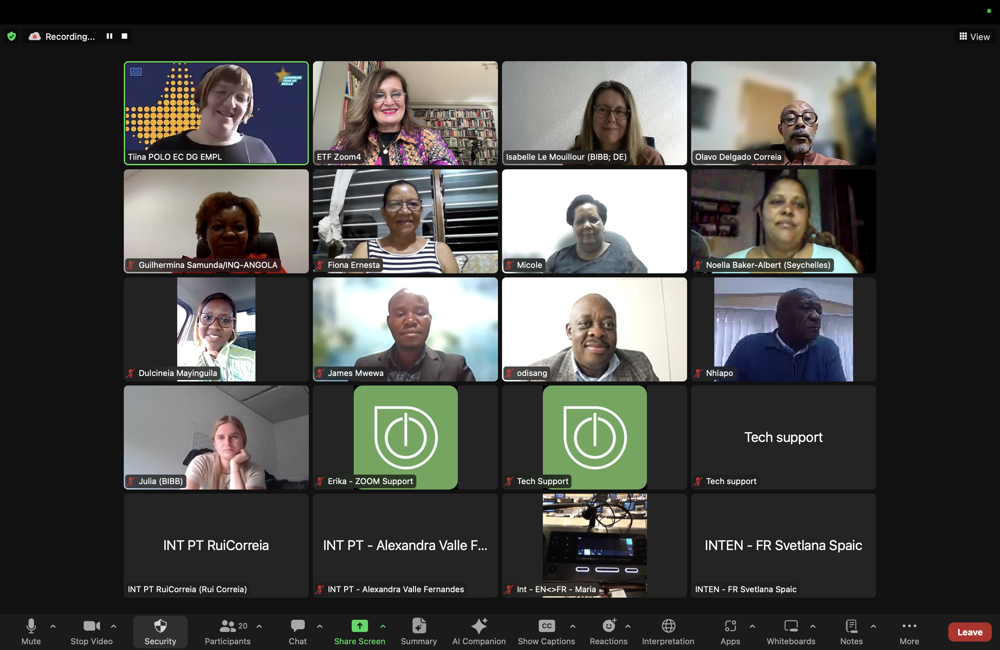 Recording...
View
EUROPEAN
YEAR OF
SKILLS
Tiina POLO EC DG EMPL
ETF Zoom4
Isabelle Le Mouillour (BIBB; DE)
Olavo Delgado Correia
Guilhermina Samunda/INQ-ANGOLA
Fiona Ernesta
Micole
Noella Baker-Albert (Seychelles)
Dulcineia Mayinguila
James Mwewa
odisang
Nhlapo
Tech support
Julia (BIBB)
Erika - ZOOM Support
Tech Support
Tech support
INT PT RuiCorreia
INT PT - Alexandra Valle F...
INTEN - FR Svetlana Spaic
INT PT RuiCorreia (Rui Correia)
INT PT - Alexandra Valle Fernandes
Int - EN<>FR - Maria
INTEN - FR Svetlana Spaic
20
CC
Mute
Stop Video
Security
Participants
Chat
Share Screen
Summary
AI Companion
Show Captions
Reactions
Interpretation
Apps
Whiteboards
Notes
More
Leave